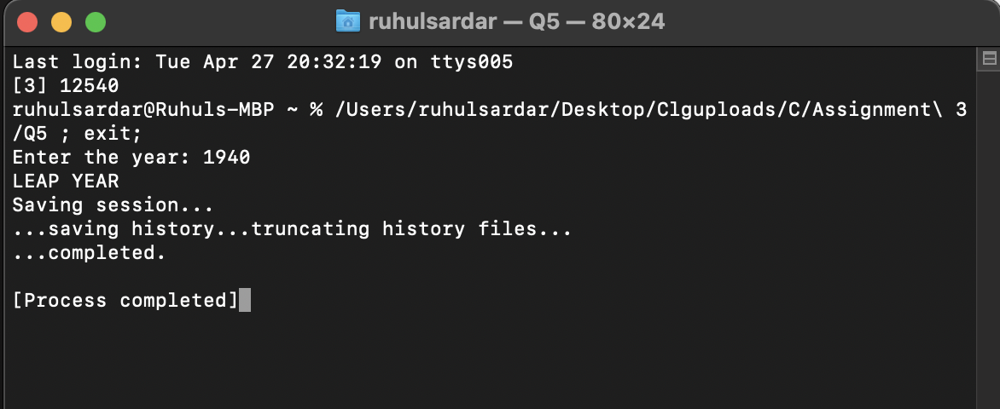 ruhulsardar — Q5 — 80×24
Last login: Tue Apr 27 20:32:19 on ttys005
[3] 12540
ruhulsardar@Ruhuls-MBP ~ % /Users/ruhulsardar/Desktop/Clguploads/C/Assignment\ 3
/Q5 ; exit;
Enter the year: 1940
LEAP YEAR
Saving session...
...saving history...truncating history files...
...completed.
[Process completed]